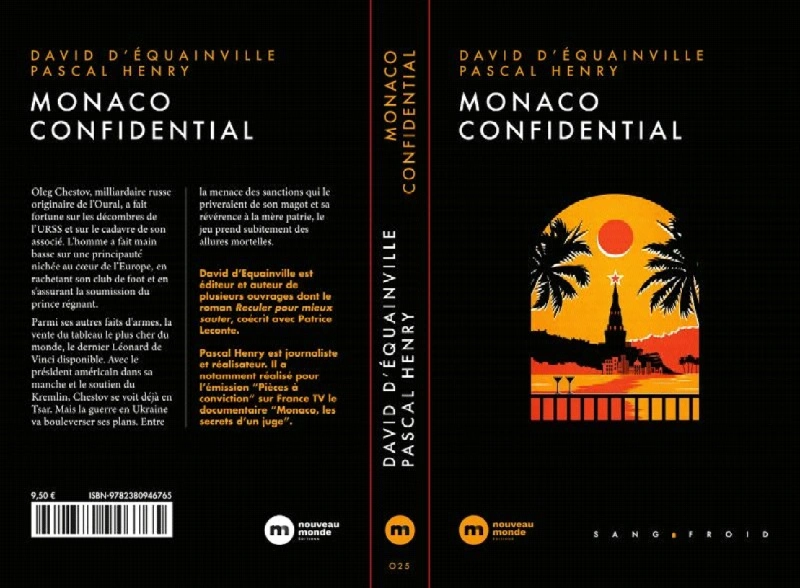 DAVID D'ÉQUAINVILLE
PASCAL HENRY
MONACO
CONFIDENTIAL
Oleg Chestov, milliardaire russe
originaire de l'Oural, a fait
fortune sur les décombres de
l'URSS et sur le cadavre de son
associé. L'homme a fait main
basse sur une principauté
nichée au cœur de l'Europe, en
rachetant son club de foot et en
s'assurant la soumission du
prince régnant.
Parmi ses autres faits d'armes, la
vente du tableau le plus cher du
monde, le dernier Léonard de
Vinci disponible. Avec le
président américain dans sa
manche et le soutien du
Kremlin, Chestov se voit déjà en
Tsar. Mais la guerre en Ukraine
va bouleverser ses plans. Entre
la menace des sanctions qui le
priveraient de son magot et sa
révérence à la mère patrie, le
jeu prend subitement des
allures mortelles.
David d'Equainville est
éditeur et auteur de
plusieurs ouvrages dont le
roman Reculer pour mieux
sauter, coécrit avec Patrice
Leconte.
Pascal Henry est journaliste
et réalisateur. Il a
notamment réalisé pour
l'émission "Pièces à
conviction" sur France TV le
documentaire "Monaco, les
secrets d'un juge".
9,50 € ISBN-9782380946765
m nouveau
monde
ÉDITIONS
MONACO
CONFIDENTIAL
DAVID D'ÉQUAINVILLE
PASCAL HENRY
m
025
DAVID D'ÉQUAINVILLE
PASCAL HENRY
MONACO
CONFIDENTIAL
m nouveau
monde
ÉDITIONS
SANG FROID